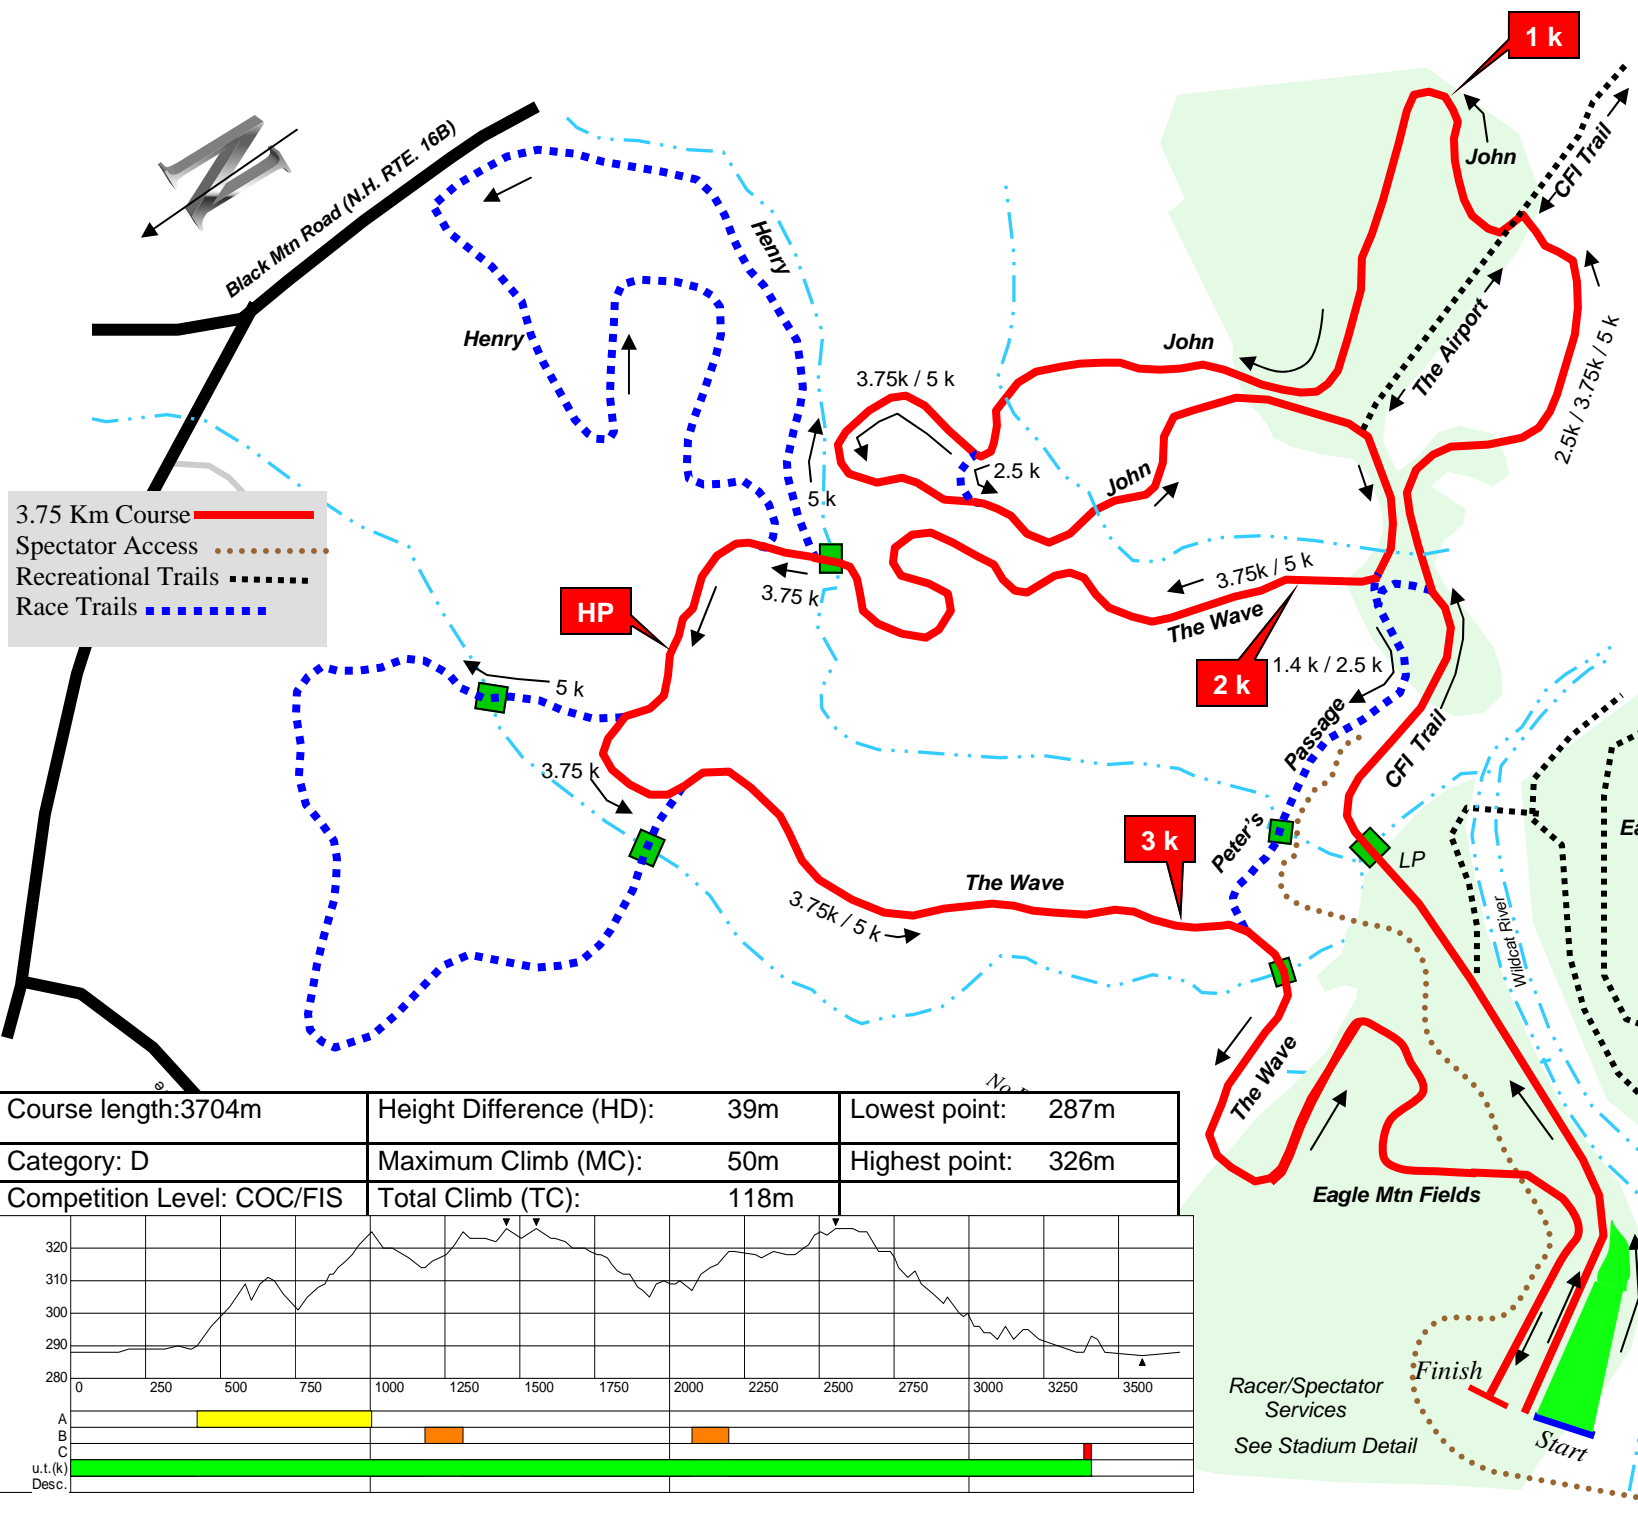 1 k
John
CFI Trail
N
Black Mtn Road (N.H. RTE. 16B)
Henry
Henry
John
The Airport
2.5k / 3.75k / 5 k
3.75k / 5 k
2.5 k
John
5 k
3.75 Km Course
Spectator Access
Recreational Trails
Race Trails
3.75 k
HP
3.75k / 5 k
The Wave
2 k
1.4 k / 2.5 k
5 k
Passage
CFI Trail
3.75 k
Peter's
3 k
LP
The Wave
3.75k / 5 k
Wildcat River
The Wave
Eagle Mtn Fields
Course length:3704m
Height Difference (HD): 39m
Lowest point: 287m
Category: D
Maximum Climb (MC): 50m
Highest point: 326m
Competition Level: COC/FIS
Total Climb (TC): 118m
320
310
300
290
280
0 250 500 750 1000 1250 1500 1750 2000 2250 2500 2750 3000 3250 3500
A
B
C
u.t.(k)
Desc.
Finish
Start
Racer/Spectator
Services
See Stadium Detail